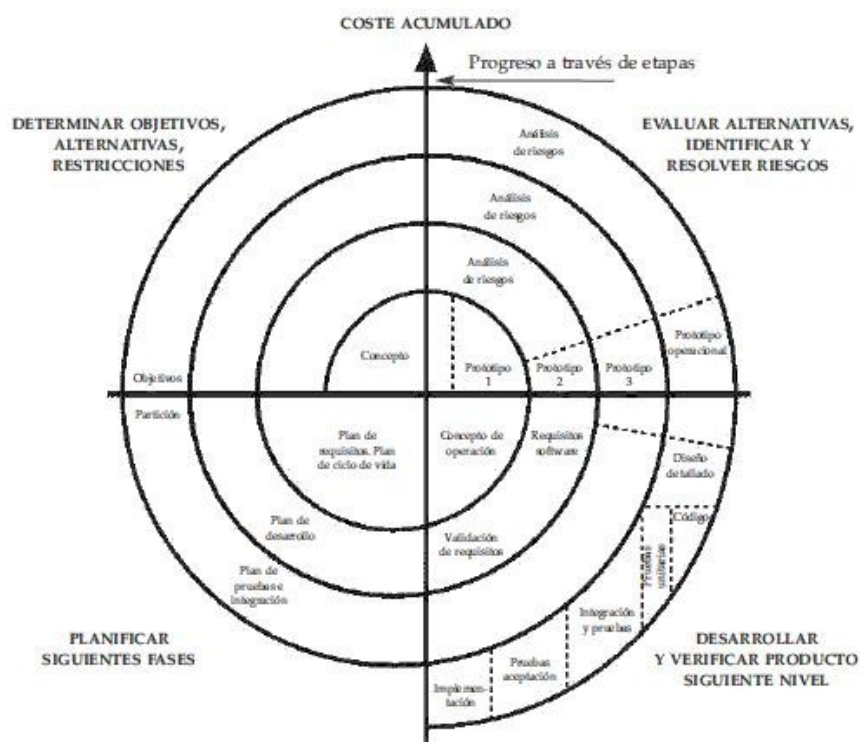 COSTE ACUMULADO
Progreso a través de etapas
DETERMINAR OBJETIVOS,
ALTERNATIVAS,
RESTRICCIONES
EVALUAR ALTERNATIVAS,
IDENTIFICAR Y
RESOLVER RIESGOS
Análisis
de riesgos
Análisis
de riesgos
Análisis
de riesgos
Concepto
Prototipo
1
Prototipo
2
Prototipo
3
Prototipo
operacional
Objetivos
Partición
Plan de
requisitos. Plan
de ciclo de vida
Concepto de
operación
Requisitos
software
Diseño
detallado
Código
Pruebas
unitarias
Plan de
desarrollo
Validación
de requisitos
Plan de
pruebas e
integración
Integración
y pruebas
Pruebas
aceptación
Implemen-
tación
PLANIFICAR
SIGUIENTES FASES
DESARROLLAR
Y VERIFICAR PRODUCTO
SIGUIENTE NIVEL